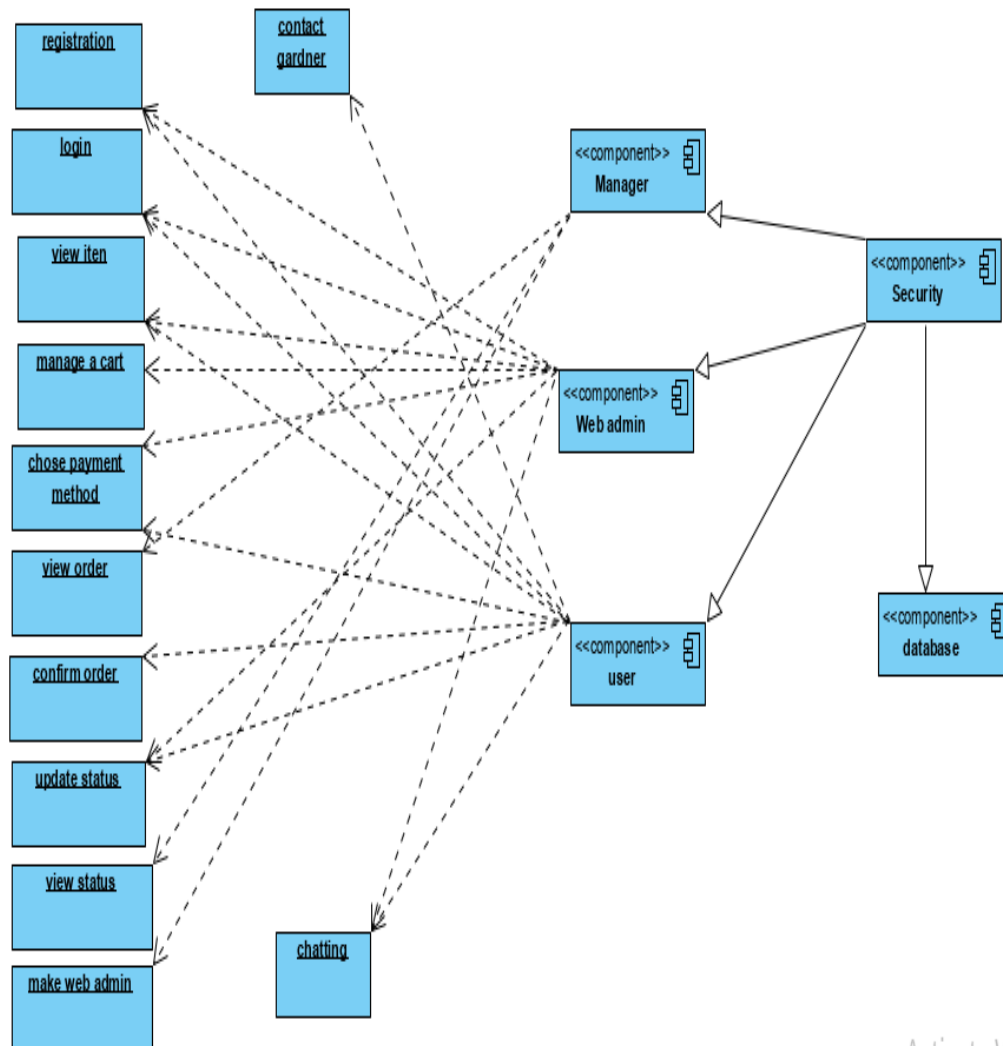 registration
contact
gardner
login
<<component>>
Manager
view iten
<<component>>
Security
manage a cart
<<component>>
Web admin
chose payment
method
view order
<<component>>
user
<<component>>
database
confirm order
update status
view status
chatting
make web admin